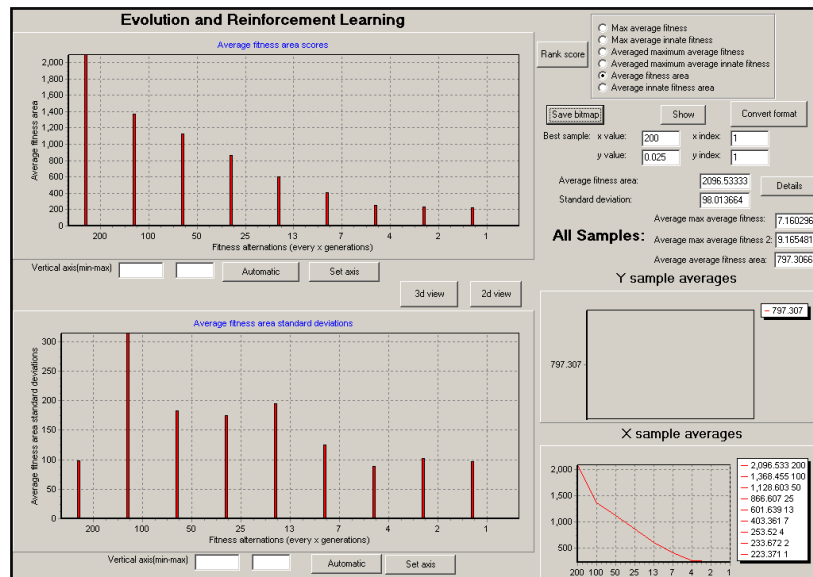 Evolution and Reinforcement Learning
Average fitness area scores
Average fitness area
2,000
1,800
1,600
1,400
1,200
1,000
800
600
400
200
0
200 100 50 25 13 7 4 2 1
Fitness alternations (every x generations)
Vertical axis(min-max)
Automatic
Set axis
3d view
2d view
Average fitness area standard deviations
Average fitness area standard deviations
300
250
200
150
100
50
0
200 100 50 25 13 7 4 2 1
Fitness alternations (every x generations)
Vertical axis(min-max)
Automatic
Set axis
Rank score
Max average fitness
Max average innate fitness
Averaged maximum average fitness
Averaged maximum average innate fitness
Average fitness area
Average innate fitness area
Save bitmap
Show
Convert format
Best sample: x value: 200 x index: 1
y value: 0.025 y index: 1
Average fitness area: 2096.53333
Standard deviation: 98.013664
Details
All Samples:
Average max average fitness: 7.160296
Average max average fitness 2: 9.165481
Average average fitness area: 797.3066
Y sample averages
797.307
797.307
X sample averages
2,000
1,500
1,000
500
200 100 50 25 13 7 4 2 1
2,096.533 200
1,368.455 100
1,128.603 50
866.607 25
601.639 13
403.361 7
253.52 4
233.672 2
223.371 1